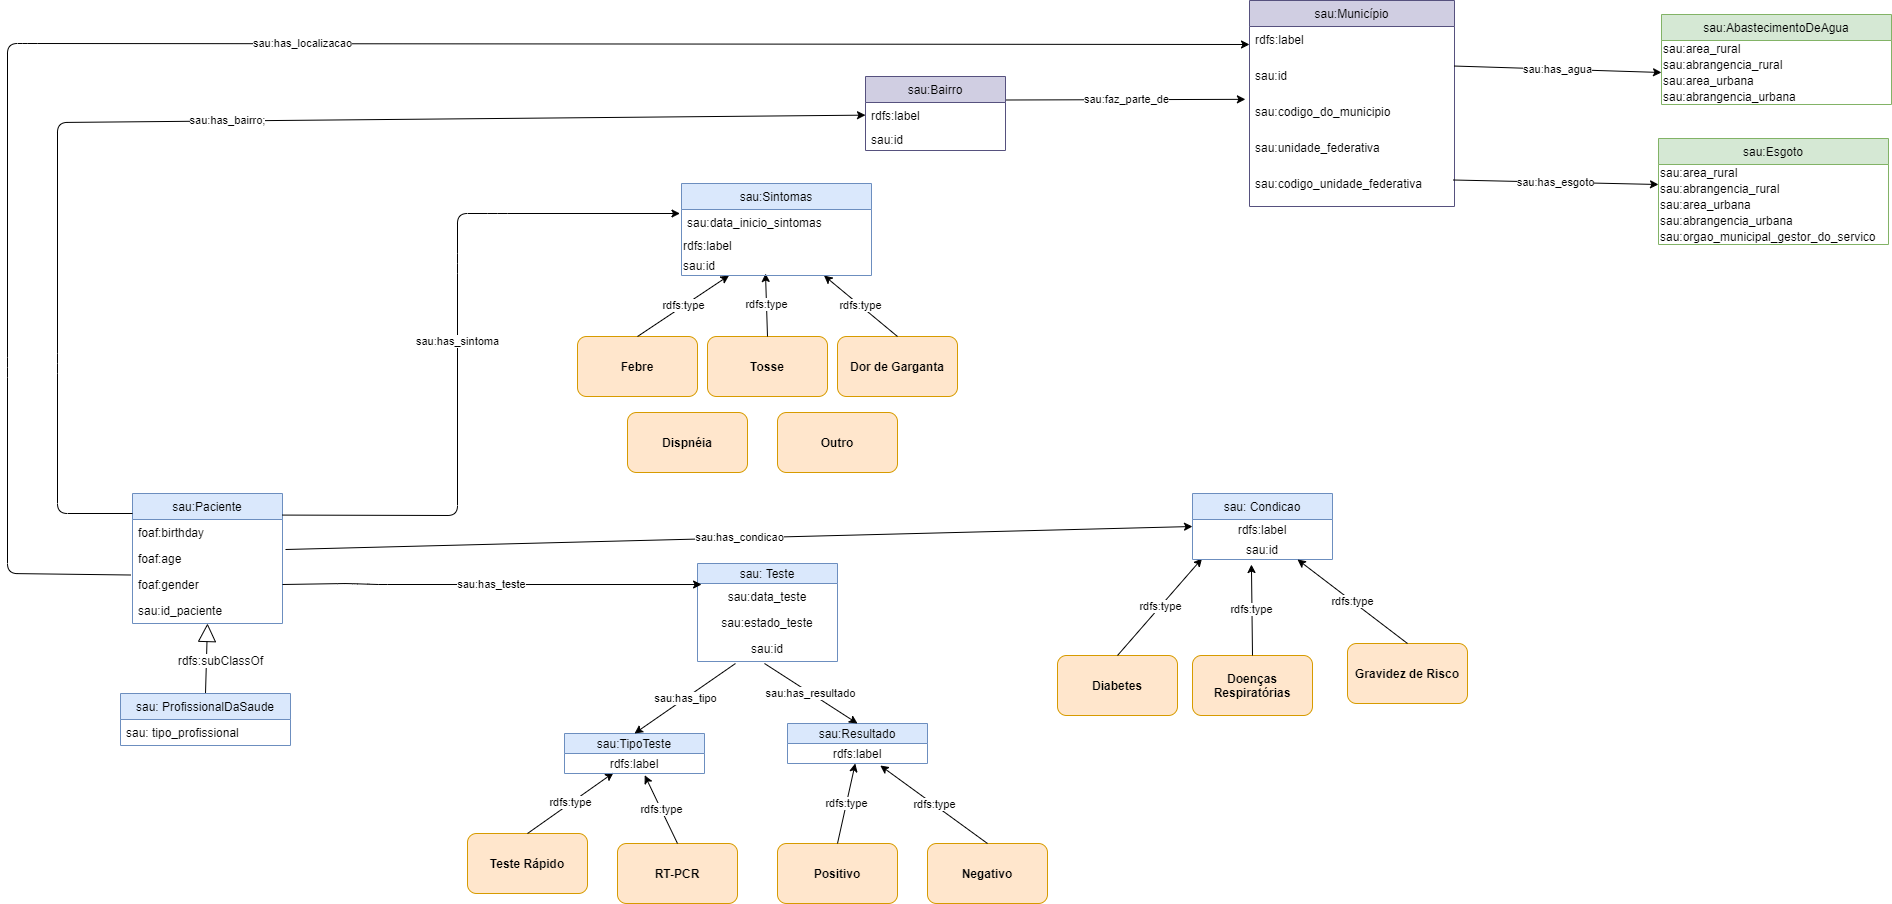 sau:Município
rdfs:label
sau:id
sau:codigo_do_municipio
sau:unidade_federativa
sau:codigo_unidade_federativa
sau:AbastecimentoDeAgua
sau:area_rural
sau:abrangencia_rural
sau:area_urbana
sau:abrangencia_urbana
sau:has_localizacao
sau:has_agua
sau:Bairro
rdfs:label
sau:id
sau:faz_parte_de
sau:has_bairro;
sau:Esgoto
sau:area_rural
sau:abrangencia_rural
sau:area_urbana
sau:abrangencia_urbana
sau:orgao_municipal_gestor_do_servico
sau:has_esgoto
sau:Sintomas
sau:data_inicio_sintomas
rdfs:label
sau:id
rdfs:type
rdfs:type
rdfs:type
sau:has_sintoma
Febre
Tosse
Dor de Garganta
Dispnéia
Outro
sau:Paciente
foaf:birthday
foaf:age
foaf:gender
sau:id_paciente
sau:has_condicao
sau: Condicao
rdfs:label
sau:id
sau:has_teste
sau: Teste
sau:data_teste
sau:estado_teste
sau:id
rdfs:type
rdfs:type
rdfs:type
Diabetes
Doenças
Respiratórias
Gravidez de Risco
rdfs:subClassOf
sau: ProfissionalDaSaude
sau: tipo_profissional
sau:has_tipo
sau:has_resultado
sau:TipoTeste
rdfs:label
sau:Resultado
rdfs:label
rdfs:type
rdfs:type
rdfs:type
rdfs:type
Teste Rápido
RT-PCR
Positivo
Negativo